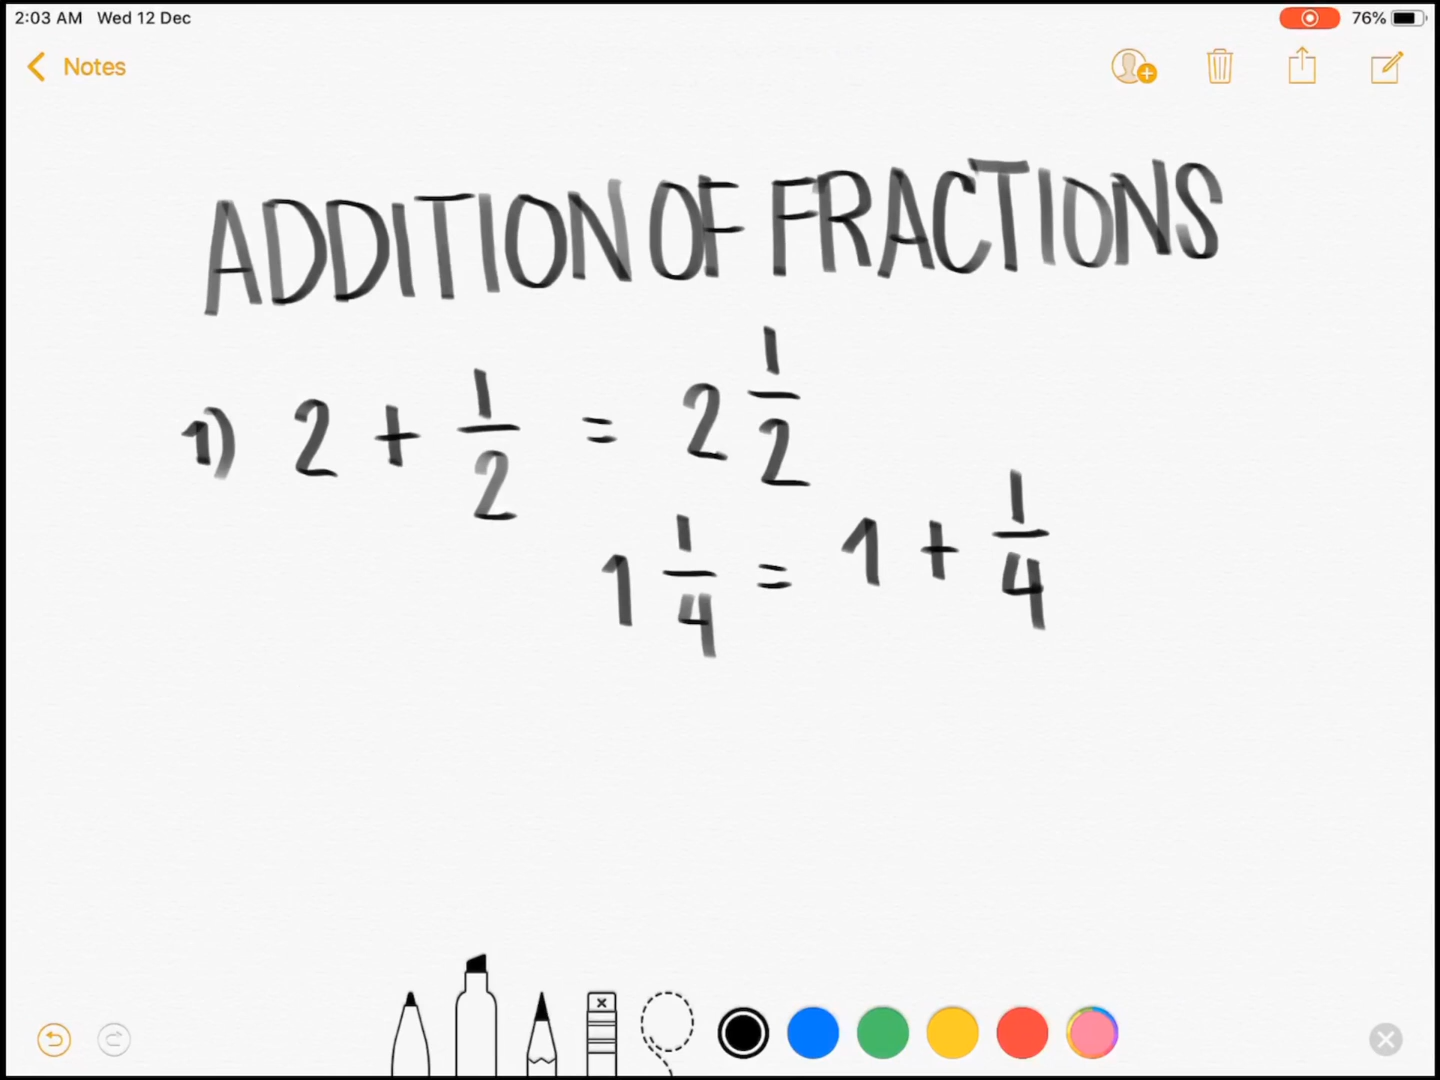 2:03 AM Wed 12 Dec 76%
Notes
ADDITION OF FRACTIONS
1) 2 + 1/2 = 2 1/2
1 1/4 = 1 + 1/4